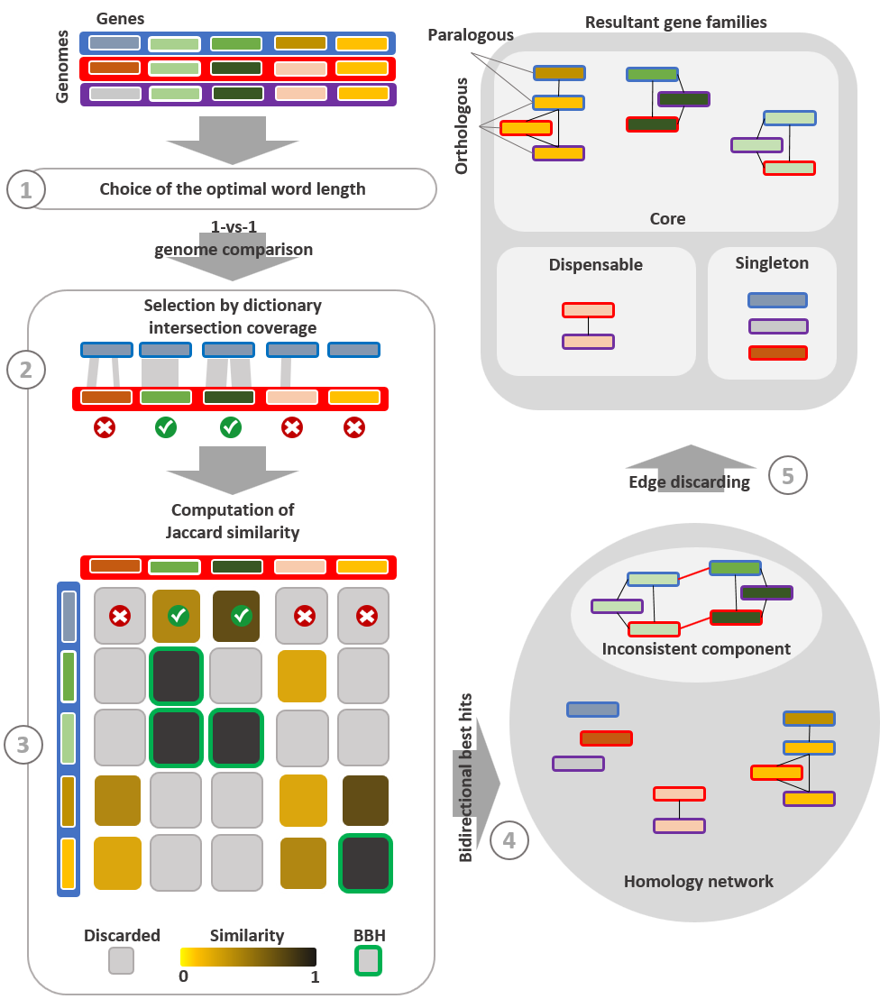 Genes
Genomes
1
Choice of the optimal word length
1-vs-1
genome comparison
2
Selection by dictionary
intersection coverage
Computation of
Jaccard similarity
3
Discarded
Similarity
0
1
BBH
Bidirectional best hits
4
Inconsistent component
Homology network
Edge discarding
5
Resultant gene families
Paralogous
Orthologous
Core
Dispensable
Singleton